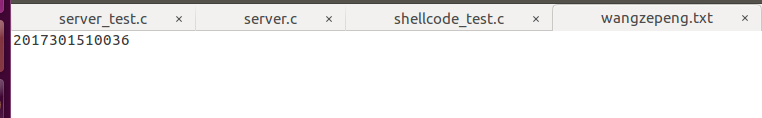 server_test.c × server.c × shellcode_test.c × wangzepeng.txt ×
2017301510036